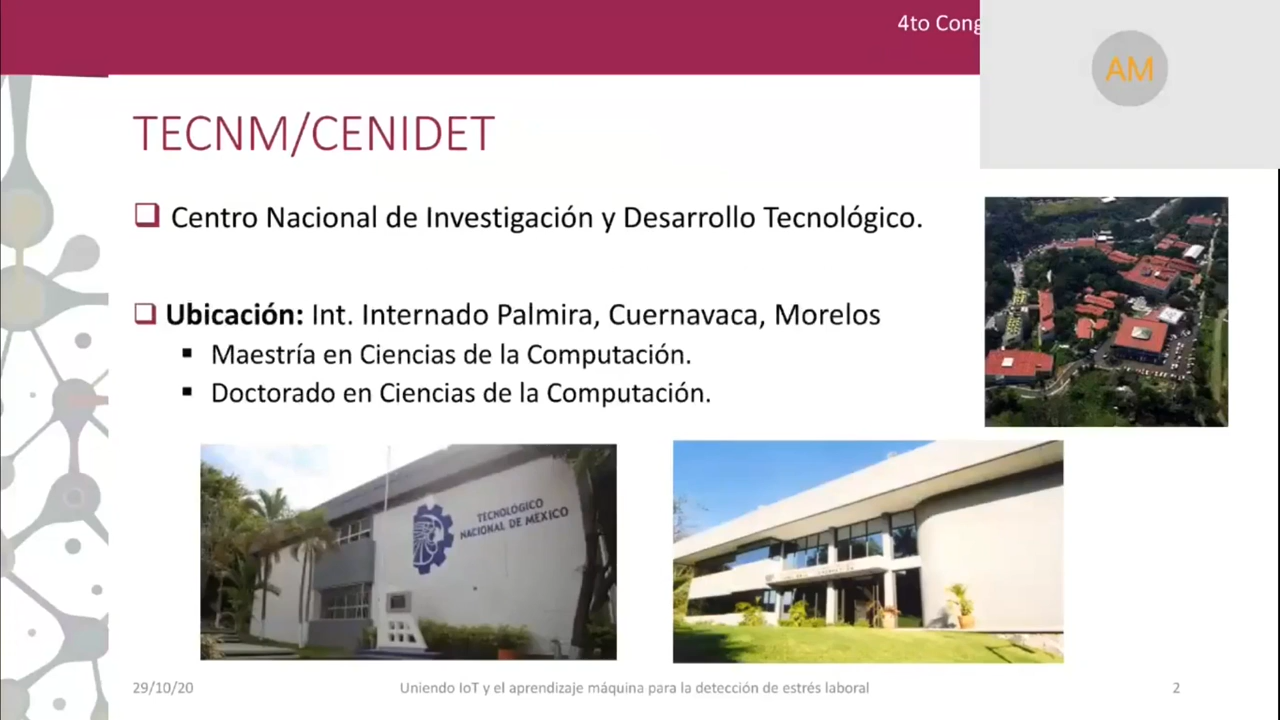 4to Cong
AM
TECNM/CENIDET
Centro Nacional de Investigación y Desarrollo Tecnológico.
Ubicación: Int. Internado Palmira, Cuernavaca, Morelos
Maestría en Ciencias de la Computación.
Doctorado en Ciencias de la Computación.
TECNOLÓGICO
NACIONAL DE MÉXICO
29/10/20
Uniendo IoT y el aprendizaje máquina para la detección de estrés laboral
2